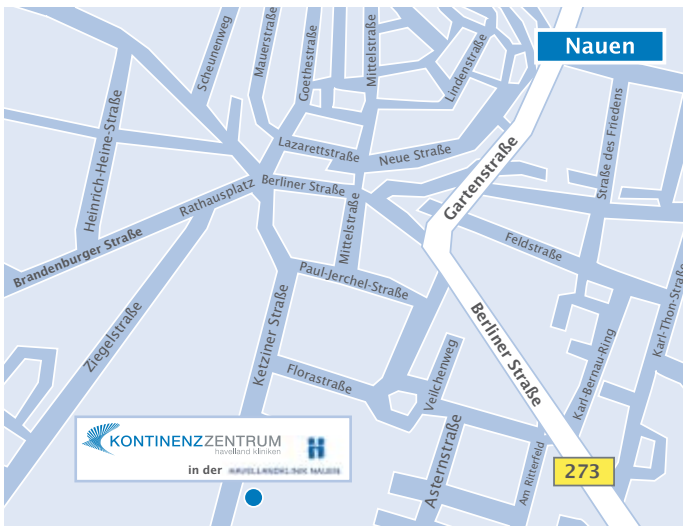 Nauen
Scheunenweg
Mauerstraße
Goethestraße
Mittelstraße
Lindenstraße
Heinrich-Heine-Straße
Lazarettstraße
Neue Straße
Straße des Friedens
Gartenstraße
Rathausplatz
Berliner Straße
Mittelstraße
Feldstraße
Brandenburger Straße
Paul-Jerchel-Straße
Karl-Thon-Straße
Ziegelstraße
Ketziner Straße
Berliner Straße
Florastraße
Veilchenweg
Karl-Bernau-Ring
KONTINENZZENTRUM
havelland kliniken
in der HAVELLANDKLINIK NAUEN
Asternstraße
Am Ritterfeld
273